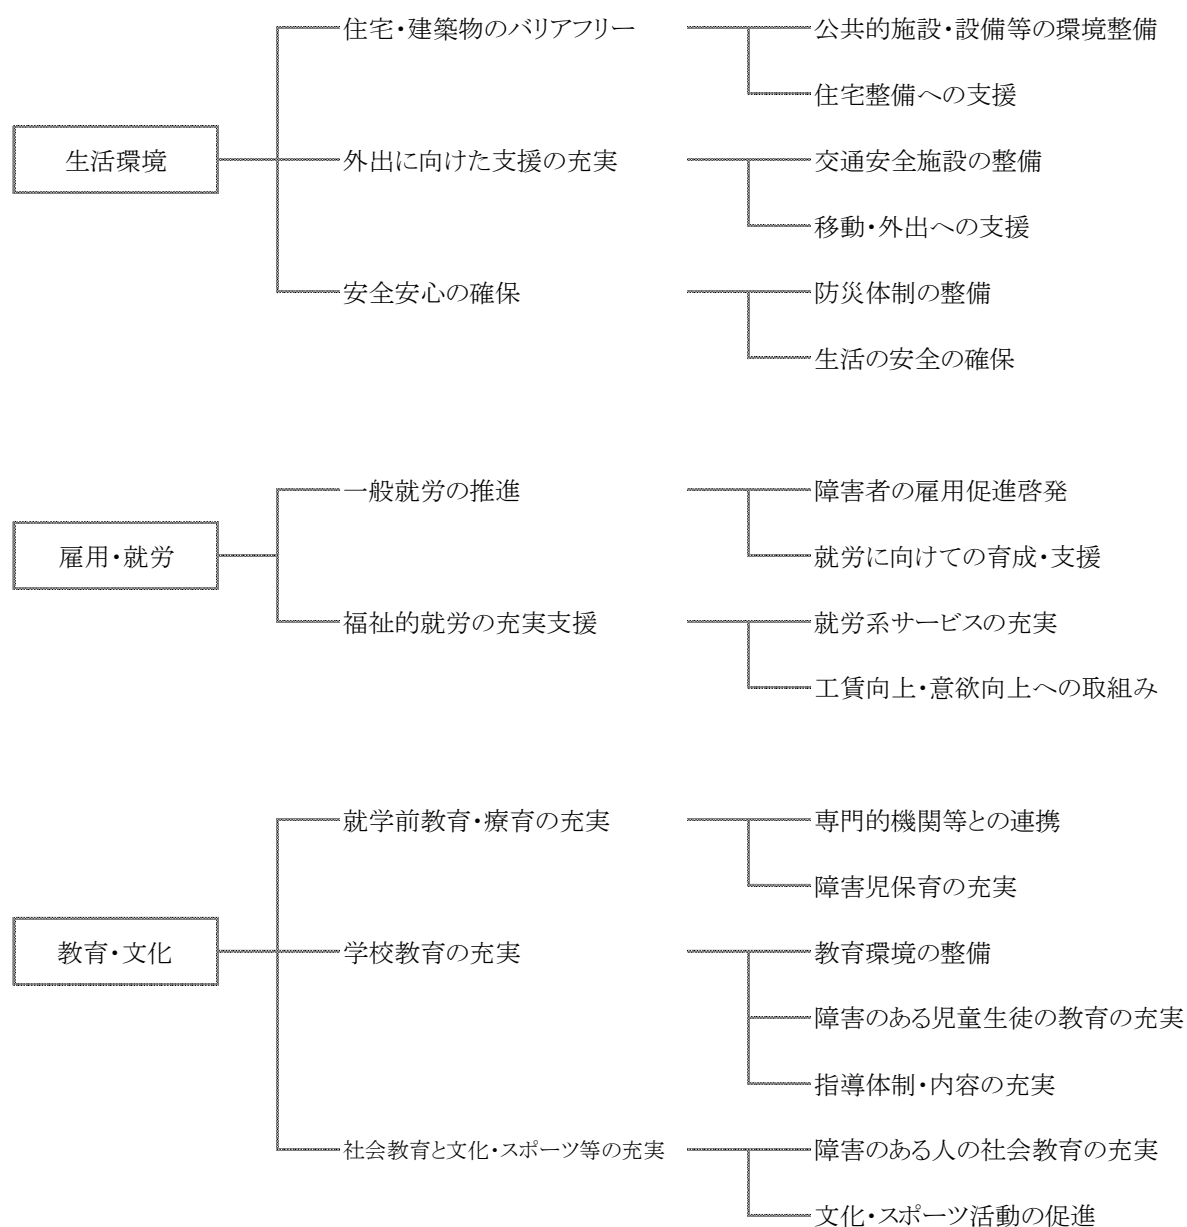 住宅・建築物のバリアフリー 公共的施設・設備等の環境整備
住宅整備への支援
生活環境 外出に向けた支援の充実 交通安全施設の整備
移動・外出への支援
安全安心の確保 防災体制の整備
生活の安全の確保
一般就労の推進 障害者の雇用促進啓発
雇用・就労 就労に向けての育成・支援
福祉的就労の充実支援 就労系サービスの充実
工賃向上・意欲向上への取組み
就学前教育・療育の充実 専門的機関等との連携
障害児保育の充実
教育・文化 学校教育の充実 教育環境の整備
障害のある児童生徒の教育の充実
指導体制・内容の充実
社会教育と文化・スポーツ等の充実 障害のある人の社会教育の充実
文化・スポーツ活動の促進